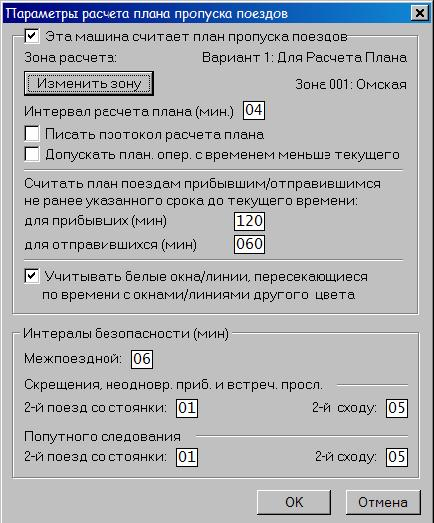 Параметры расчета плана пропуска поездов
Эта машина считает план пропуска поездов
Зона расчета: Вариант 1: Для Расчета Плана
Изменить зону Зона 001: Омская
Интервал расчета плана (мин.) 04
Писать протокол расчета плана
Допускать план. опер. с временем меньше текущего
Считать план поездам прибывшим/отправившимся
не ранее указанного срока до текущего времени:
для прибывших (мин) 120
для отправившихся (мин) 060
Учитывать белые окна/линии, пересекающиеся
по времени с окнами/линиями другого цвета
Интералы безопасности (мин)
Межпоездной: 06
Скрещения, неодновр. приб. и встреч. просл.
2-й поезд со стоянки: 01 2-й сходу: 05
Попутного следования
2-й поезд со стоянки: 01 2-й сходу: 05
OK Отмена